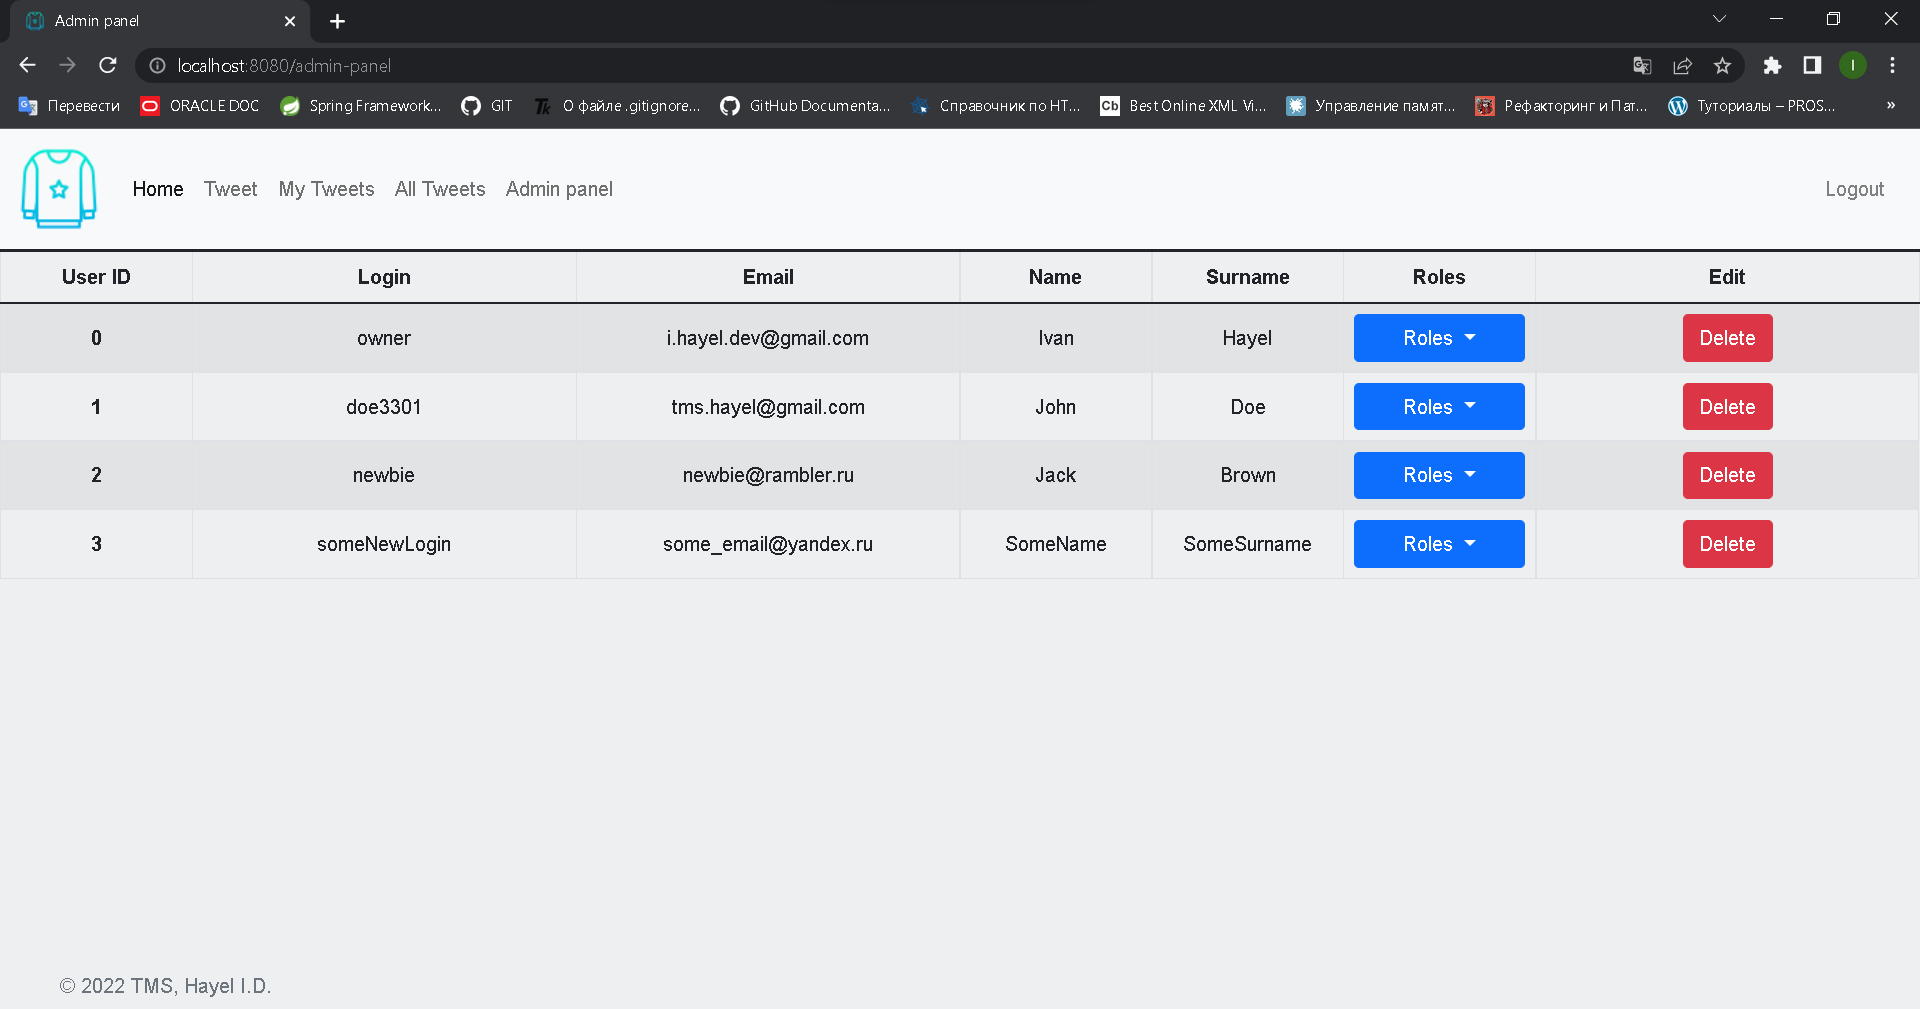 Admin panel
localhost:8080/admin-panel
Перевести ORACLE DOC Spring Framework... GIT Tk О файле .gitignore... GitHub Documenta... Справочник по HT... Cb Best Online XML Vi... Управление памят... Рефакторинг и Пат... Туториалы – PROS... »
Home Tweet My Tweets All Tweets Admin panel Logout
User ID Login Email Name Surname Roles Edit
0 owner i.hayel.dev@gmail.com Ivan Hayel Roles Delete
1 doe3301 tms.hayel@gmail.com John Doe Roles Delete
2 newbie newbie@rambler.ru Jack Brown Roles Delete
3 someNewLogin some_email@yandex.ru SomeName SomeSurname Roles Delete
© 2022 TMS, Hayel I.D.